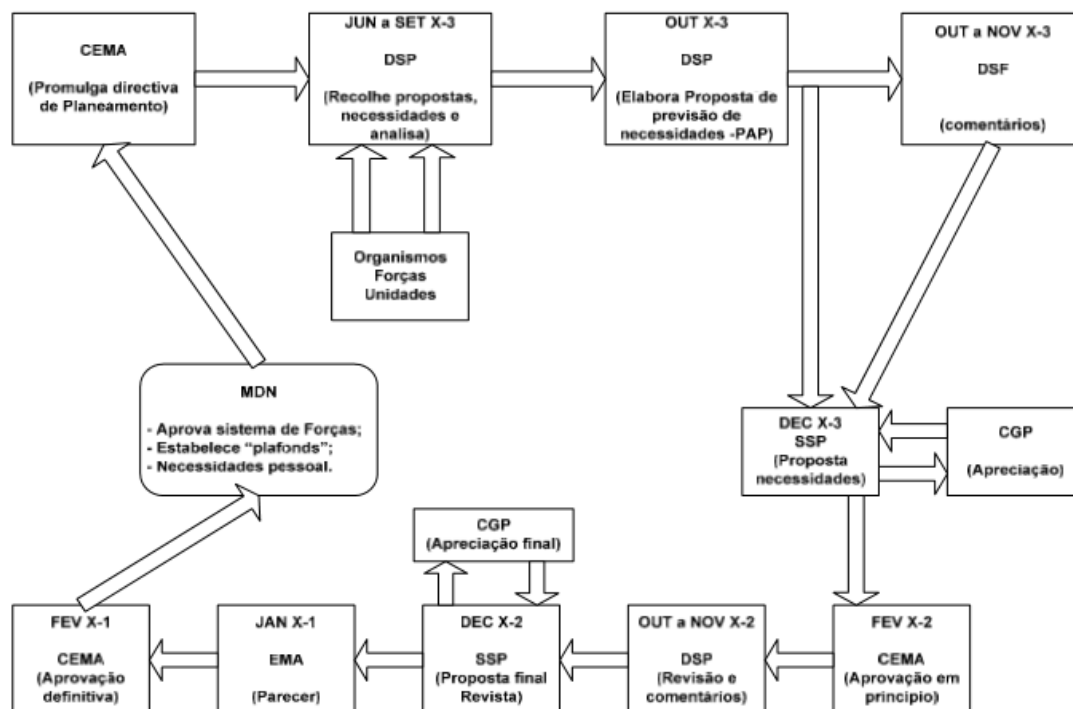 CEMA
(Promulga directiva
de Planeamento)
JUN a SET X-3
DSP
(Recolhe propostas,
necessidades e
analisa)
OUT X-3
DSP
(Elabora Proposta de
previsão de
necessidades -PAP)
OUT a NOV X-3
DSF
(comentários)
Organismos
Forças
Unidades
MDN
- Aprova sistema de Forças;
- Estabelece “plafonds”;
- Necessidades pessoal.
DEC X-3
SSP
(Proposta
necessidades)
CGP
(Apreciação)
CGP
(Apreciação final)
FEV X-1
CEMA
(Aprovação
definitiva)
JAN X-1
EMA
(Parecer)
DEC X-2
SSP
(Proposta final
Revista)
OUT a NOV X-2
DSP
(Revisão e
comentários)
FEV X-2
CEMA
(Aprovação em
principio)